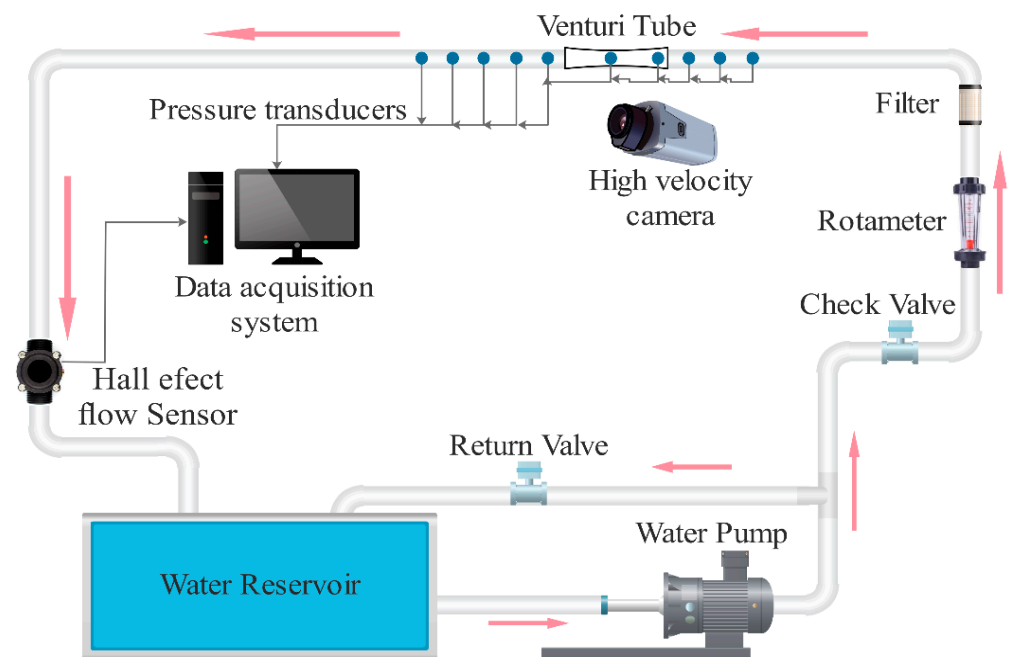 Venturi Tube
Pressure transducers
Filter
High velocity
camera
Rotameter
Data acquisition
system
Check Valve
Hall efect
flow Sensor
Return Valve
Water Pump
Water Reservoir